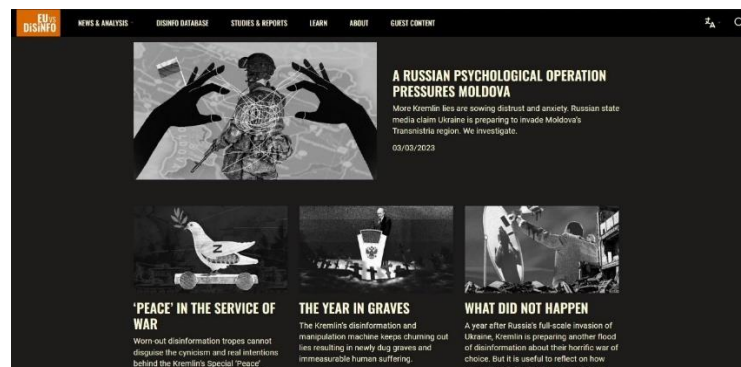 EUvs
DiSiNFO
NEWS & ANALYSIS
DISINFO DATABASE
STUDIES & REPORTS
LEARN
ABOUT
GUEST CONTENT
A RUSSIAN PSYCHOLOGICAL OPERATION
PRESSURES MOLDOVA
More Kremlin lies are sowing distrust and anxiety. Russian state
media claim Ukraine is preparing to invade Moldova's
Transnistria region. We investigate.
03/03/2023
Z
'PEACE' IN THE SERVICE OF
WAR
Worn-out disinformation tropes cannot
disguise the cynicism and real intentions
behind the Kremlin's Special 'Peace'
THE YEAR IN GRAVES
The Kremlin's disinformation and
manipulation machine keeps churning out
lies resulting in newly dug graves and
immeasurable human suffering.
WHAT DID NOT HAPPEN
A year after Russia's full-scale invasion of
Ukraine, Kremlin is preparing another flood
of disinformation about their horrific war of
choice. But it is useful to reflect on how